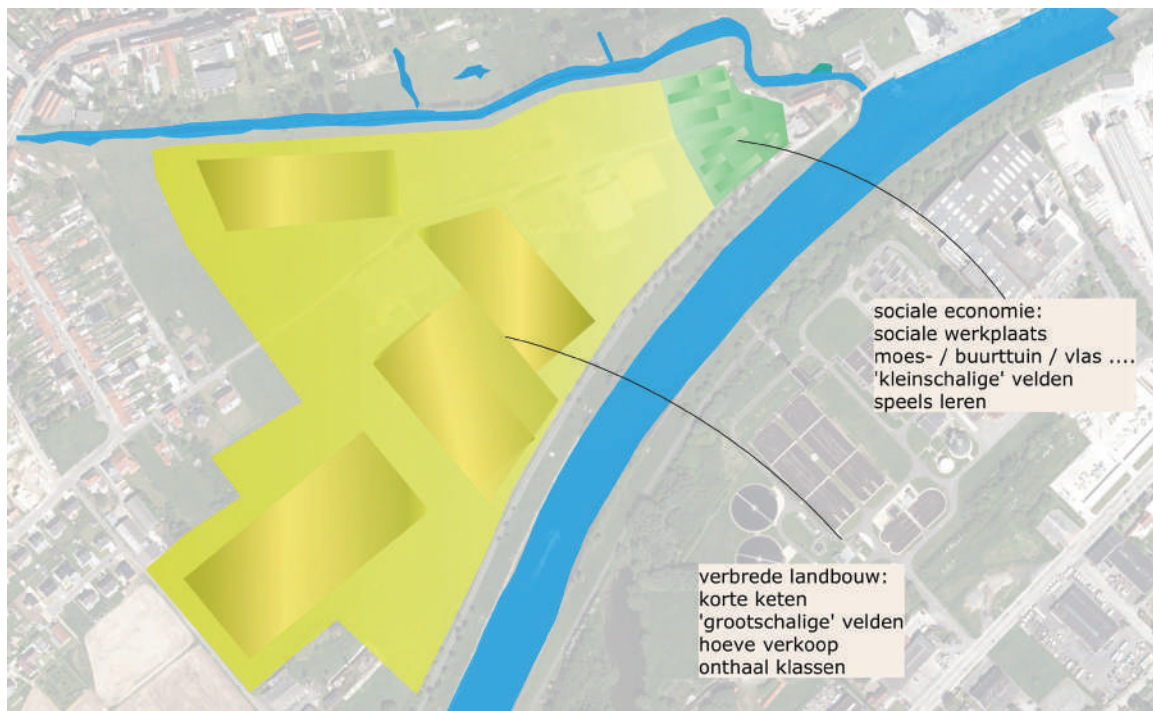 sociale economie:
sociale werkplaats
moes- / buurttuin / vlas ....
'kleinschalige' velden
speels leren
verbrede landbouw:
korte keten
'grootschalige' velden
hoeve verkoop
onthaal klassen